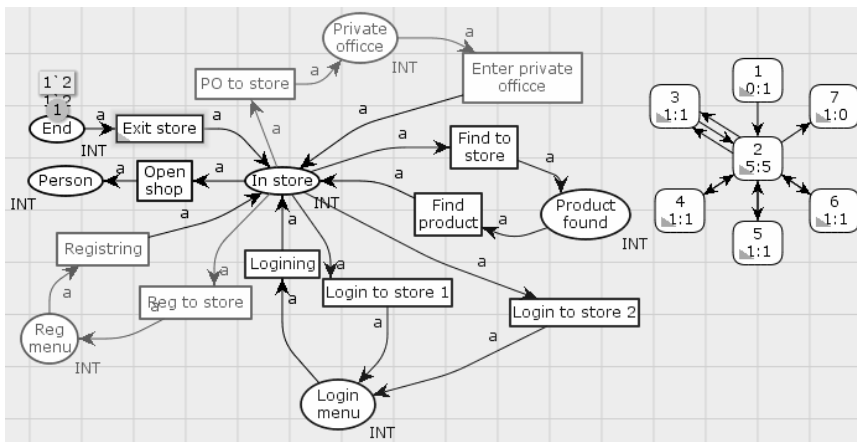 Private
officce
a
a
INT
Enter private
officce
PO to store
a
1`2
1`2
1
End
a
Exit store
a
INT
a
Find to
store
a
Person
a
Open
shop
a
In store
INT
INT
a
Find
product
a
Product
found
INT
a
Registring
a
Logining
a
Login to store 1
a
a
Reg to store
a
a
Login to store 2
a
a
a
Reg
menu
INT
Login
menu
INT
1
0:1
3
1:1
7
1:0
2
5:5
4
1:1
6
1:1
5
1:1